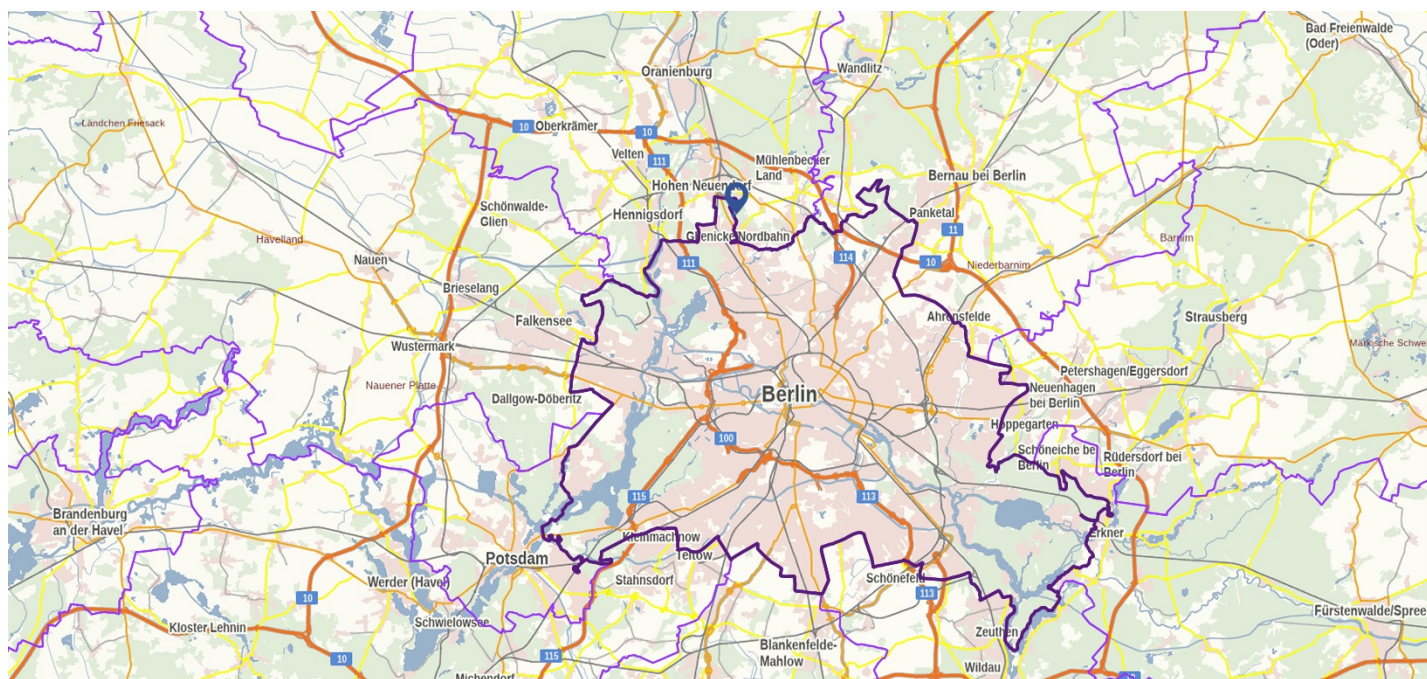 Bad Freienwalde
(Oder)
Oranienburg
Wandlitz
Ländchen Friesack
10
Oberkrämer
10
Velten
111
Mühlenbecker
Land
Bernau bei Berlin
Hohen Neuendorf
Schönwalde-
Glien
Hennigsdorf
Panketal
Havelland
Glienicke/Nordbahn
11
Barnim
Nauen
111
114
10
Niederbarnim
Brieselang
Falkensee
Ahrensfelde
Strausberg
Wustermark
Märkische Schwe
Petershagen/Eggersdorf
Nauener Platte
Neuenhagen
bei Berlin
Dallgow-Döberitz
Berlin
Hoppegarten
100
Schöneiche be
Berlin
Rüdersdorf bei
Berlin
115
113
Brandenburg
an der Havel
Kleinmachnow
Erkner
Teltow
Potsdam
Werder (Havel)
Stahnsdorf
Schönefeld
10
113
Fürstenwalde/Spree
Schwielowsee
Kloster Lehnin
Zeuthen
Blankenfelde-
Mahlow
10
115
Wildau
Michendorf
10